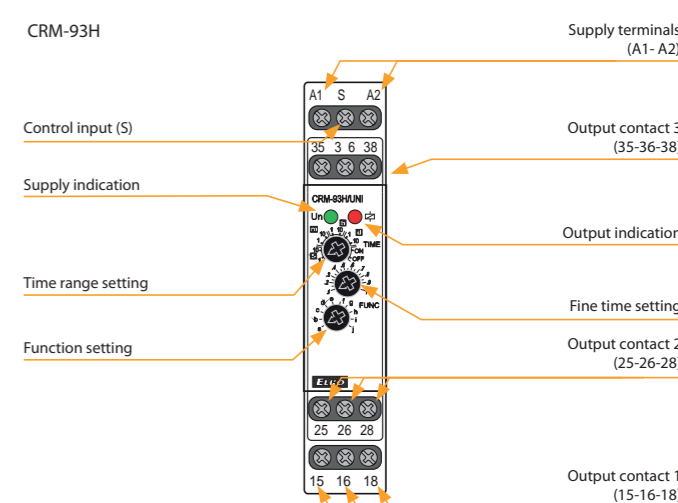 CRM-93H
Supply terminals
(A1- A2)
A1 S A2
Control input (S)
Output contact 3
(35-36-38)
35 3 6 38
Supply indication
CRM-93H/UNI
Un
Output indication
TIME
ON
OFF
Time range setting
Fine time setting
FUNC
a b c d e f g h i j
Function setting
Output contact 2
(25-26-28)
25 26 28
15 16 18
Output contact 1
(15-16-18)